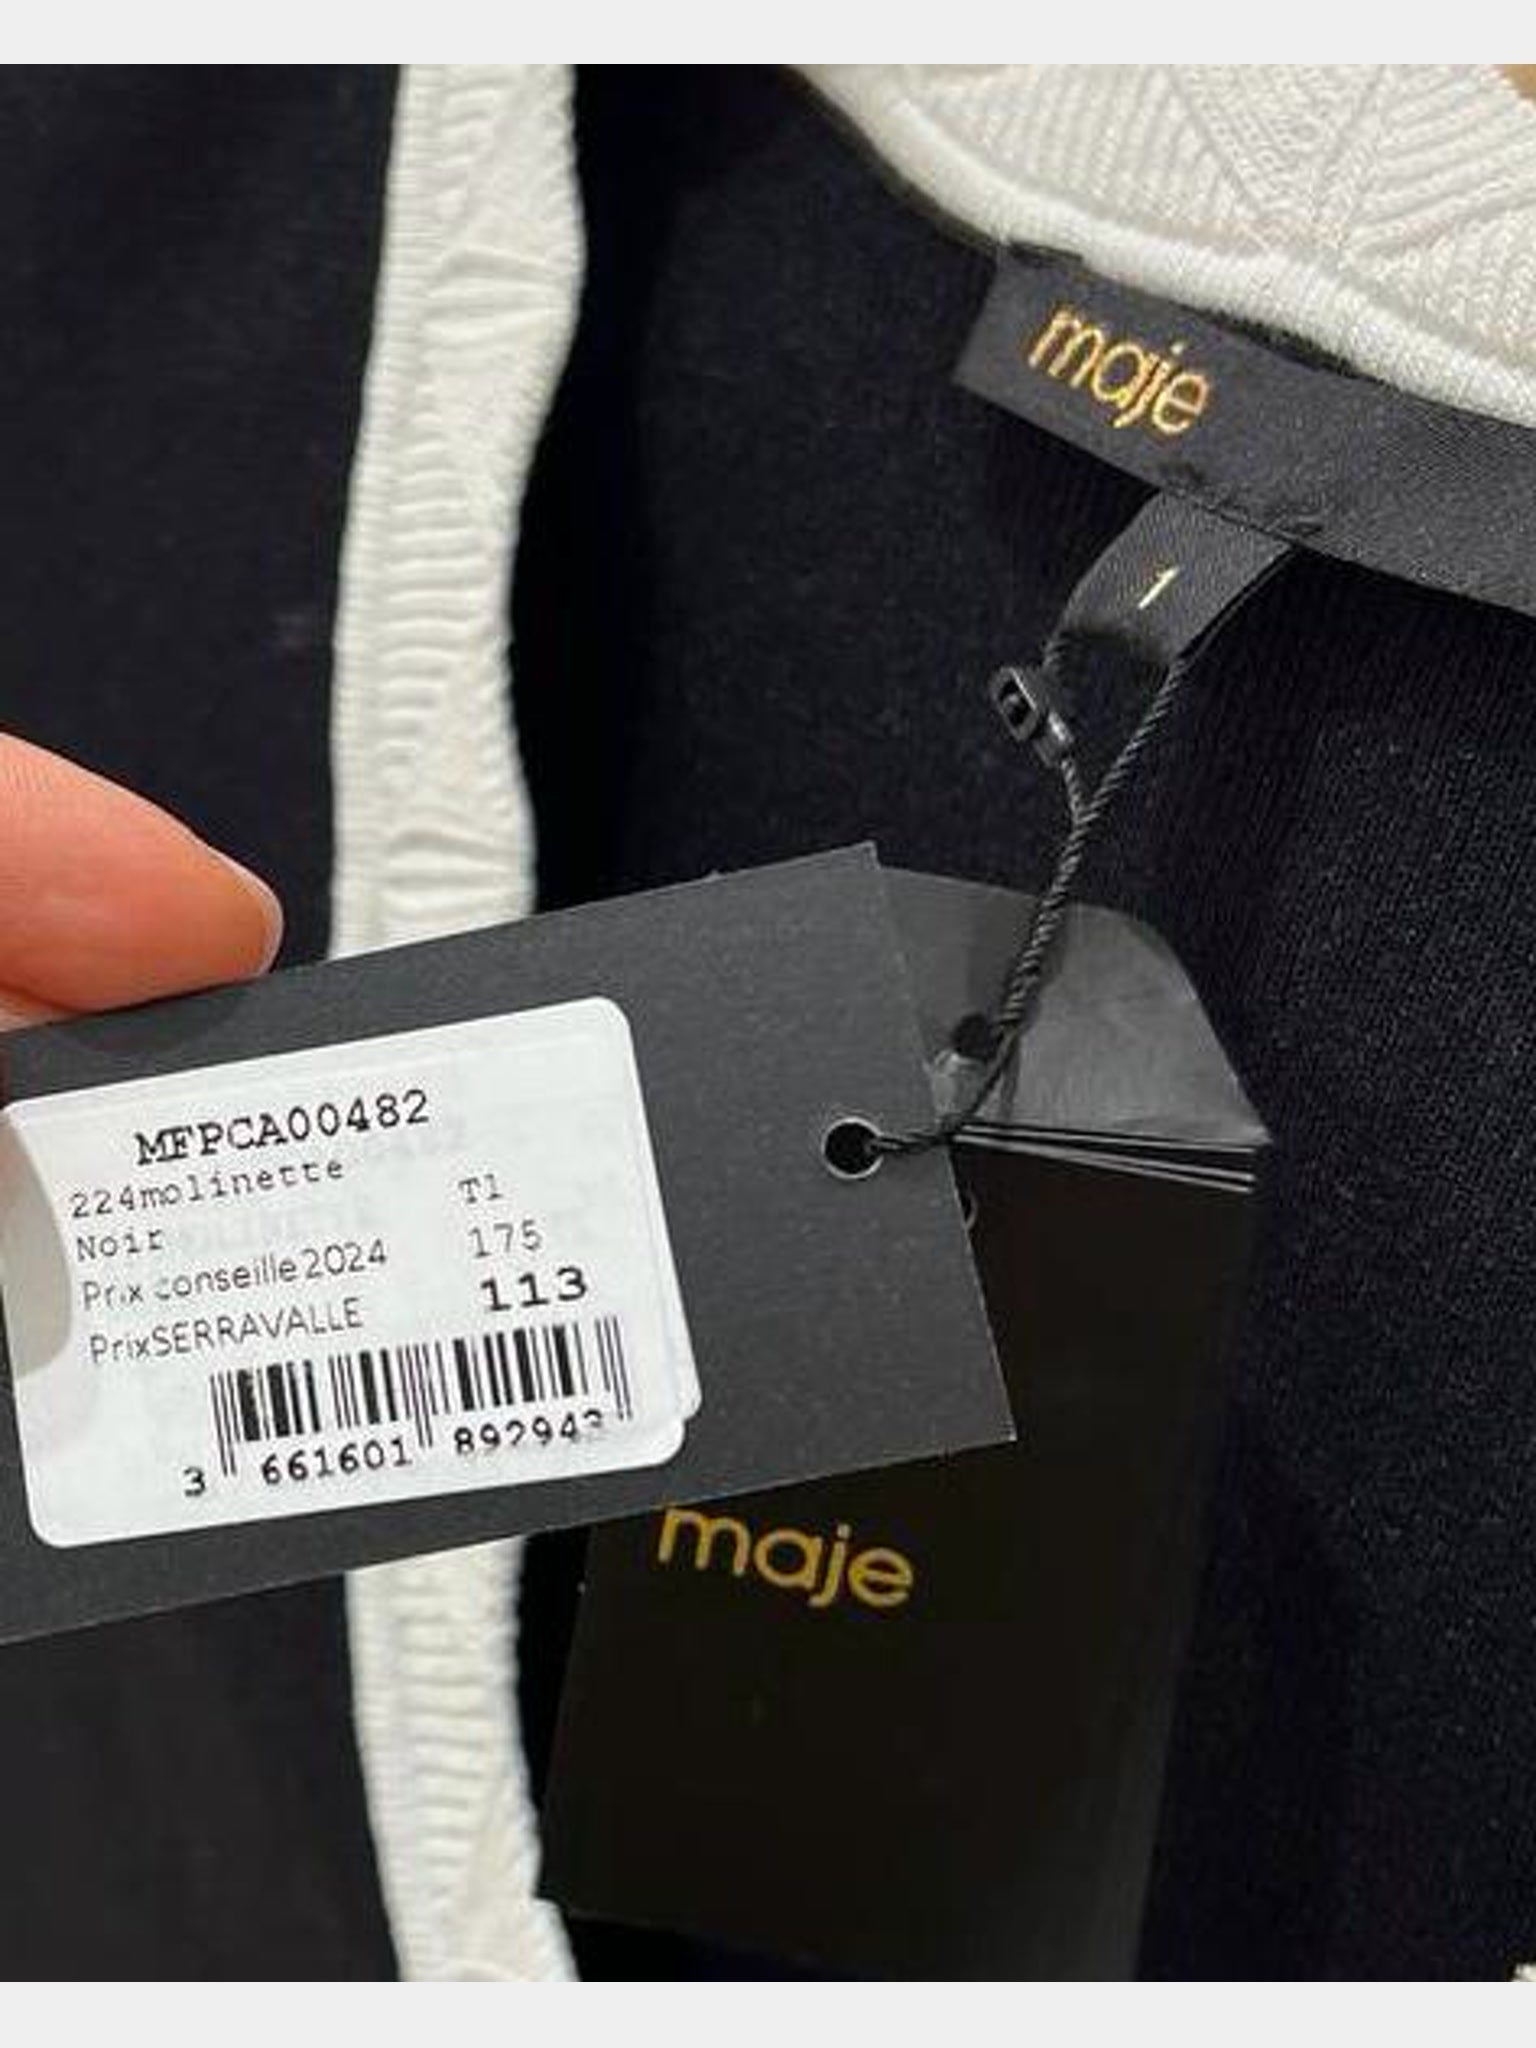 maje
1
MFPCA00482
224molinette T1
Noir 175
Prix conseille2024 113
PrixSERRAVALLE
3 661601 892943
maje